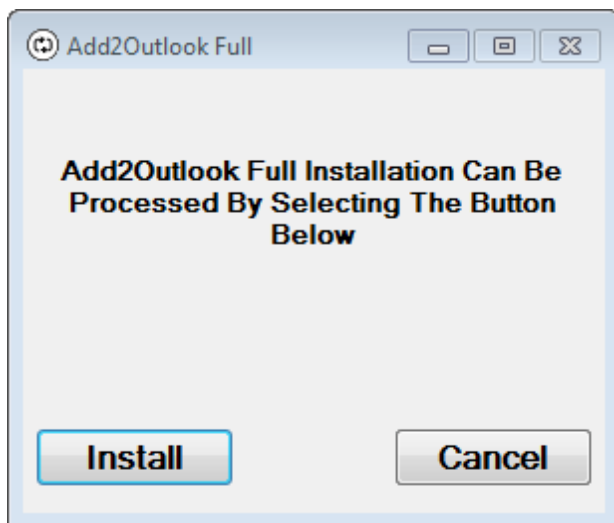 Add2Outlook Full
Add2Outlook Full Installation Can Be
Processed By Selecting The Button
Below
Install
Cancel